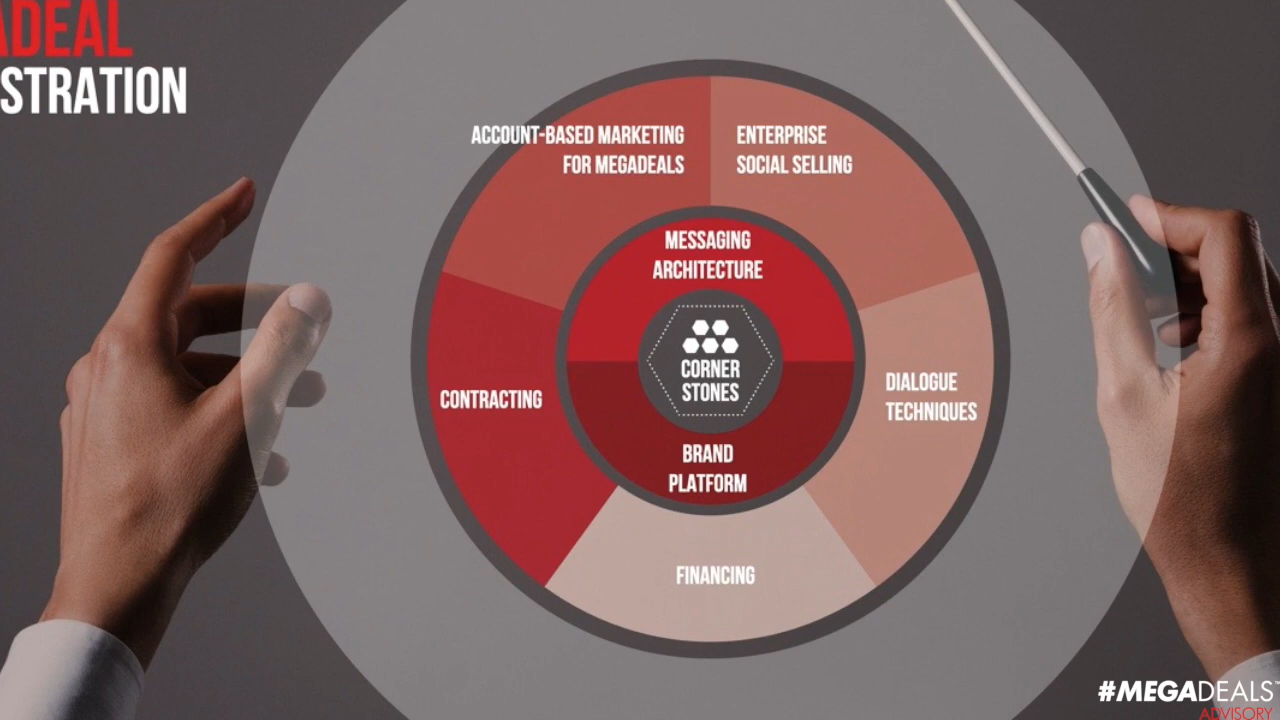 ADEAL
STRATION
ACCOUNT-BASED MARKETING
FOR MEGADEALS
ENTERPRISE
SOCIAL SELLING
MESSAGING
ARCHITECTURE
CORNER
STONES
CONTRACTING
DIALOGUE
TECHNIQUES
BRAND
PLATFORM
FINANCING
#MEGADEALS™
ADVISORY